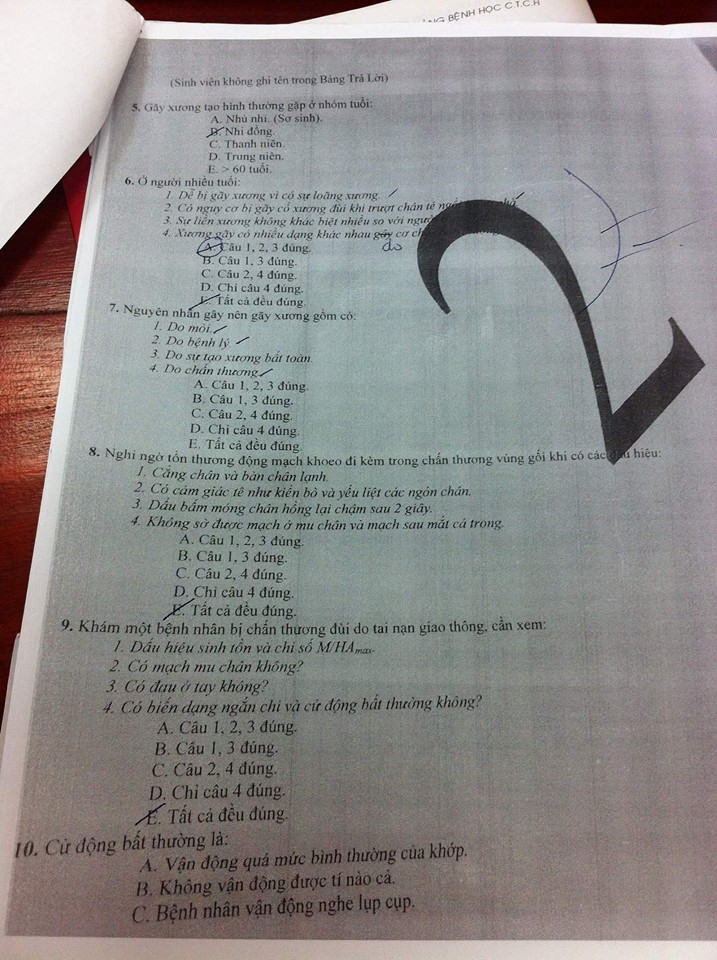 BỆNH HỌC C.T.C.H
(Sinh viên không ghi tên trong Bảng Trả Lời)
5. Gãy xương tạo hình thường gặp ở nhóm tuổi:
A. Nhủ nhi. (Sơ sinh).
B. Nhi đồng.
C. Thanh niên.
D. Trung niên.
E. > 60 tuổi.
6. Ở người nhiều tuổi:
1. Dễ bị gãy xương vì có sự loãng xương.
2. Có nguy cơ bị gãy cổ xương đùi khi trượt chân té
3. Sự liền xương không khác biệt nhiều so với
4. Xương gãy có nhiều dạng khác nhau gãy cơ
do
A. Câu 1, 2, 3 đúng.
B. Câu 1, 3 đúng.
C. Câu 2, 4 đúng.
D. Chỉ câu 4 đúng.
E. Tất cả đều đúng.
2
7. Nguyên nhân gây nên gãy xương gồm có:
1. Do mỏi.
2. Do bệnh lý.
3. Do sự tạo xương bất toàn.
4. Do chấn thương.
A. Câu 1, 2, 3 đúng.
B. Câu 1, 3 đúng.
C. Câu 2, 4 đúng.
D. Chỉ câu 4 đúng.
E. Tất cả đều đúng.
8. Nghi ngờ tổn thương động mạch khoeo đi kèm trong chấn thương vùng gối khi có các hiệu:
1. Cẳng chân và bàn chân lạnh.
2. Có cảm giác tê như kiến bò và yếu liệt các ngón chân.
3. Dấu bấm móng chân hồng lại chậm sau 2 giây.
4. Không sờ được mạch ở mu chân và mạch sau mắt cá trong.
A. Câu 1, 2, 3 đúng.
B. Câu 1, 3 đúng.
C. Câu 2, 4 đúng.
D. Chỉ câu 4 đúng.
E. Tất cả đều đúng.
9. Khám một bệnh nhân bị chấn thương đùi do tai nạn giao thông, cần xem:
1. Dấu hiệu sinh tồn và chỉ số M/HAmax.
2. Có mạch mu chân không?
3. Có đau ở tay không?
4. Có biến dạng ngắn chi và cử động bất thường không?
A. Câu 1, 2, 3 đúng.
B. Câu 1, 3 đúng.
C. Câu 2, 4 đúng.
D. Chỉ câu 4 đúng.
E. Tất cả đều đúng.
10. Cử động bất thường là:
A. Vận động quá mức bình thường của khớp.
B. Không vận động được tí nào cả.
C. Bệnh nhân vận động nghe lụp cụp.